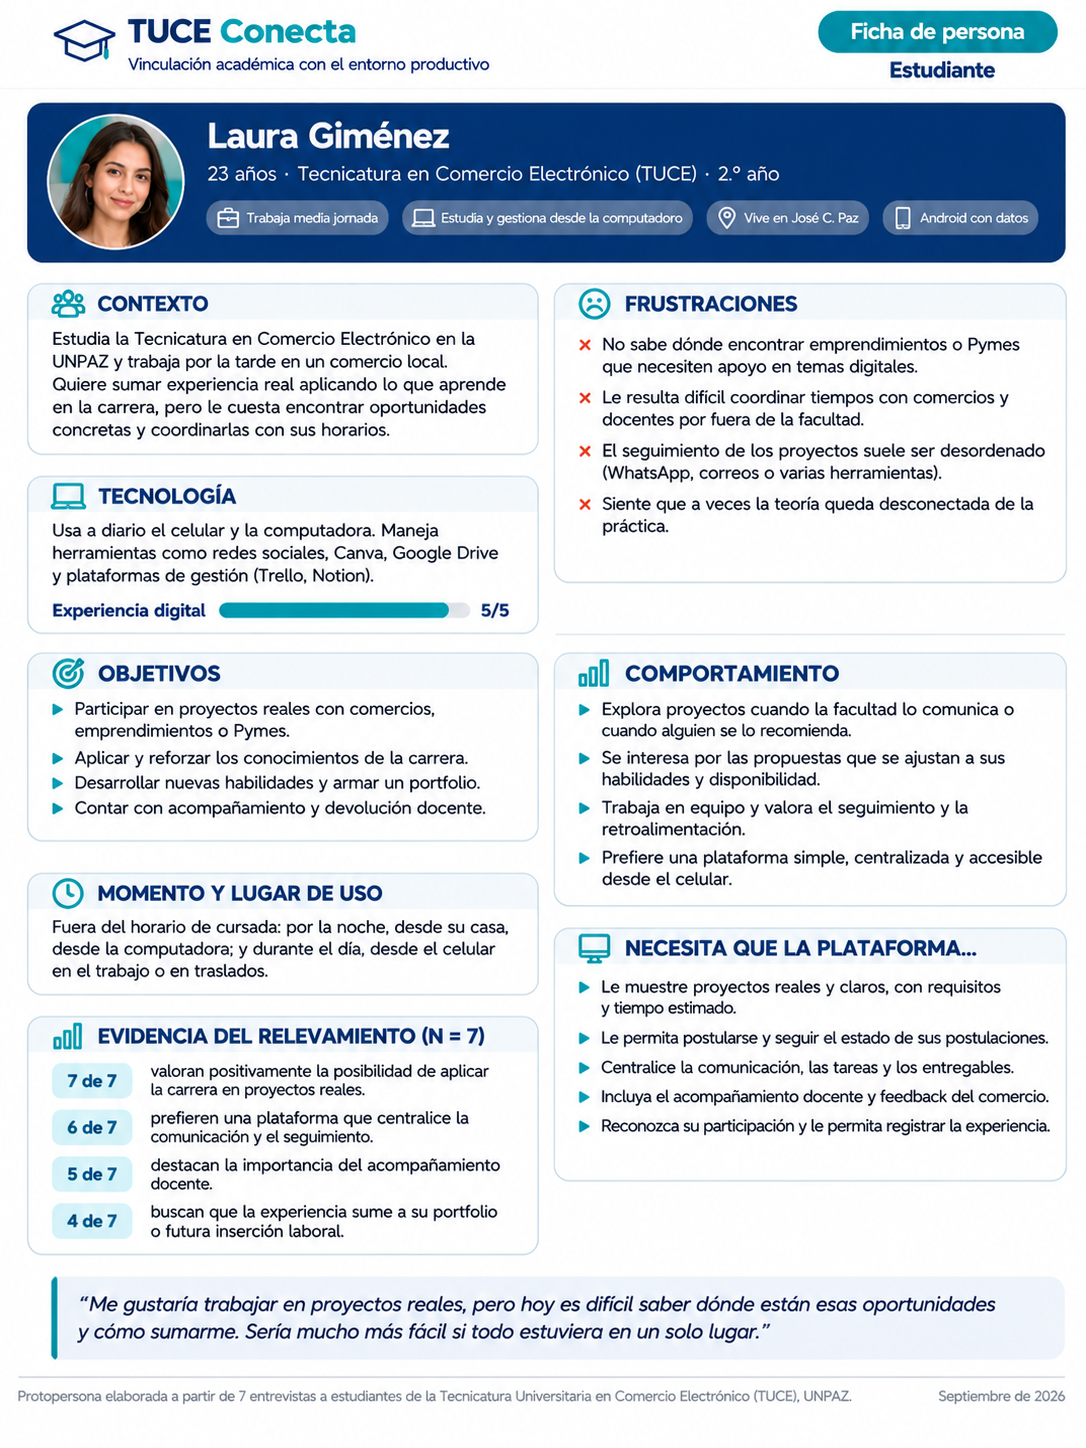 TUCE Conecta
Vinculación académica con el entorno productivo
Ficha de persona
Estudiante
Laura Giménez
23 años · Tecnicatura en Comercio Electrónico (TUCE) · 2.º año
Trabaja media jornada
Estudia y gestiona desde la computadoro
Vive en José C. Paz
Android con datos
CONTEXTO
Estudia la Tecnicatura en Comercio Electrónico en la
UNPAZ y trabaja por la tarde en un comercio local.
Quiere sumar experiencia real aplicando lo que aprende
en la carrera, pero le cuesta encontrar oportunidades
concretas y coordinarlas con sus horarios.
TECNOLOGÍA
Usa a diario el celular y la computadora. Maneja
herramientas como redes sociales, Canva, Google Drive
y plataformas de gestión (Trello, Notion).
Experiencia digital 5/5
OBJETIVOS
Participar en proyectos reales con comercios,
emprendimientos o Pymes.
Aplicar y reforzar los conocimientos de la carrera.
Desarrollar nuevas habilidades y armar un portfolio.
Contar con acompañamiento y devolución docente.
MOMENTO Y LUGAR DE USO
Fuera del horario de cursada: por la noche, desde su casa,
desde la computadora; y durante el día, desde el celular
en el trabajo o en traslados.
EVIDENCIA DEL RELEVAMIENTO (N = 7)
7 de 7
valoran positivamente la posibilidad de aplicar
la carrera en proyectos reales.
6 de 7
prefieren una plataforma que centralice la
comunicación y el seguimiento.
5 de 7
destacan la importancia del acompañamiento
docente.
4 de 7
buscan que la experiencia sume a su portfolio
o futura inserción laboral.
FRUSTRACIONES
No sabe dónde encontrar emprendimientos o Pymes
que necesiten apoyo en temas digitales.
Le resulta difícil coordinar tiempos con comercios y
docentes por fuera de la facultad.
El seguimiento de los proyectos suele ser desordenado
(WhatsApp, correos o varias herramientas).
Siente que a veces la teoría queda desconectada de la
práctica.
COMPORTAMIENTO
Explora proyectos cuando la facultad lo comunica o
cuando alguien se lo recomienda.
Se interesa por las propuestas que se ajustan a sus
habilidades y disponibilidad.
Trabaja en equipo y valora el seguimiento y la
retroalimentación.
Prefiere una plataforma simple, centralizada y accesible
desde el celular.
NECESITA QUE LA PLATAFORMA...
Le muestre proyectos reales y claros, con requisitos
y tiempo estimado.
Le permita postularse y seguir el estado de sus postulaciones.
Centralice la comunicación, las tareas y los entregables.
Incluya el acompañamiento docente y feedback del comercio.
Reconozca su participación y le permita registrar la experiencia.
“Me gustaría trabajar en proyectos reales, pero hoy es difícil saber dónde están esas oportunidades
y cómo sumarme. Sería mucho más fácil si todo estuviera en un solo lugar.”
Protopersona elaborada a partir de 7 entrevistas a estudiantes de la Tecnicatura Universitaria en Comercio Electrónico (TUCE), UNPAZ.
Septiembre de 2026